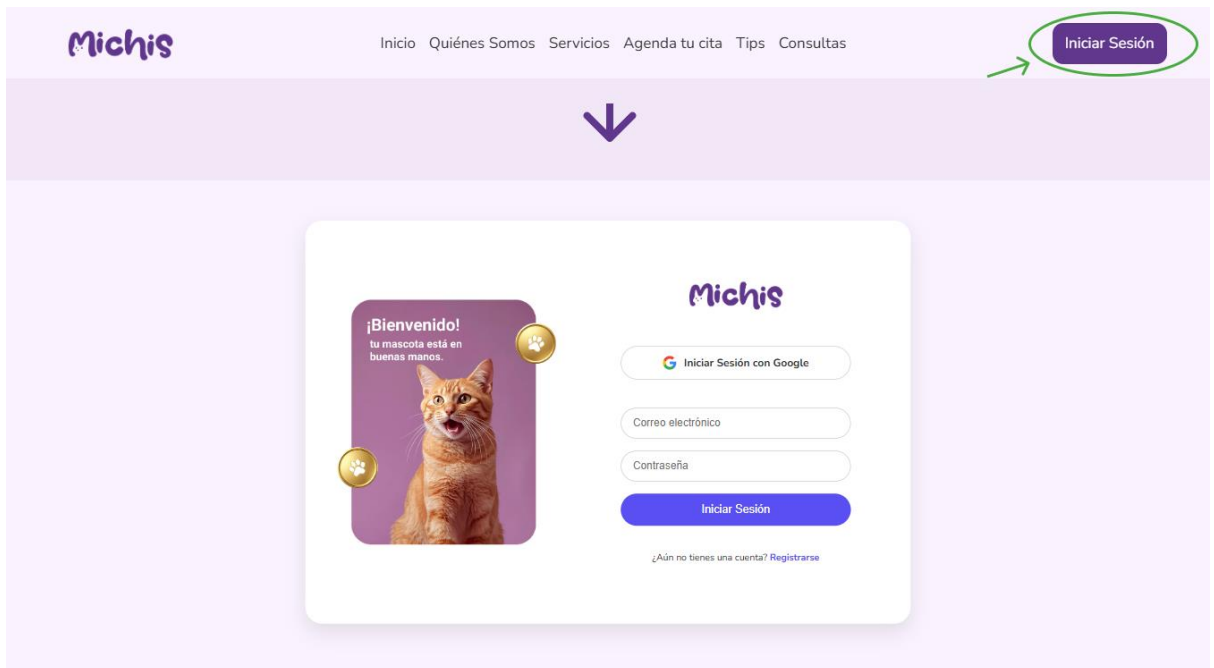 Michis
Inicio Quiénes Somos Servicios Agenda tu cita Tips Consultas
Iniciar Sesión
¡Bienvenido!
tu mascota está en
buenas manos.
Michis
Iniciar Sesión con Google
Correo electrónico
Contraseña
Iniciar Sesión
¿Aún no tienes una cuenta? Registrarse